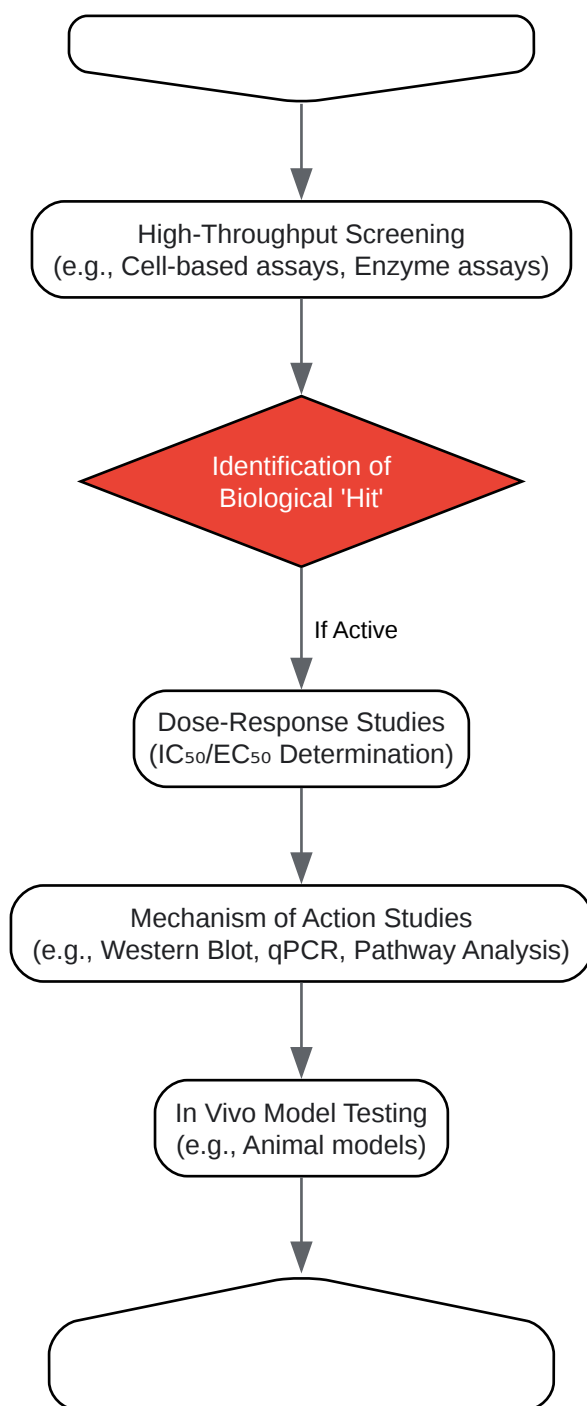 High-Throughput Screening
(e.g., Cell-based assays, Enzyme assays)
Identification of
Biological 'Hit'
If Active
Dose-Response Studies
(IC₅₀/EC₅₀ Determination)
Mechanism of Action Studies
(e.g., Western Blot, qPCR, Pathway Analysis)
In Vivo Model Testing
(e.g., Animal models)